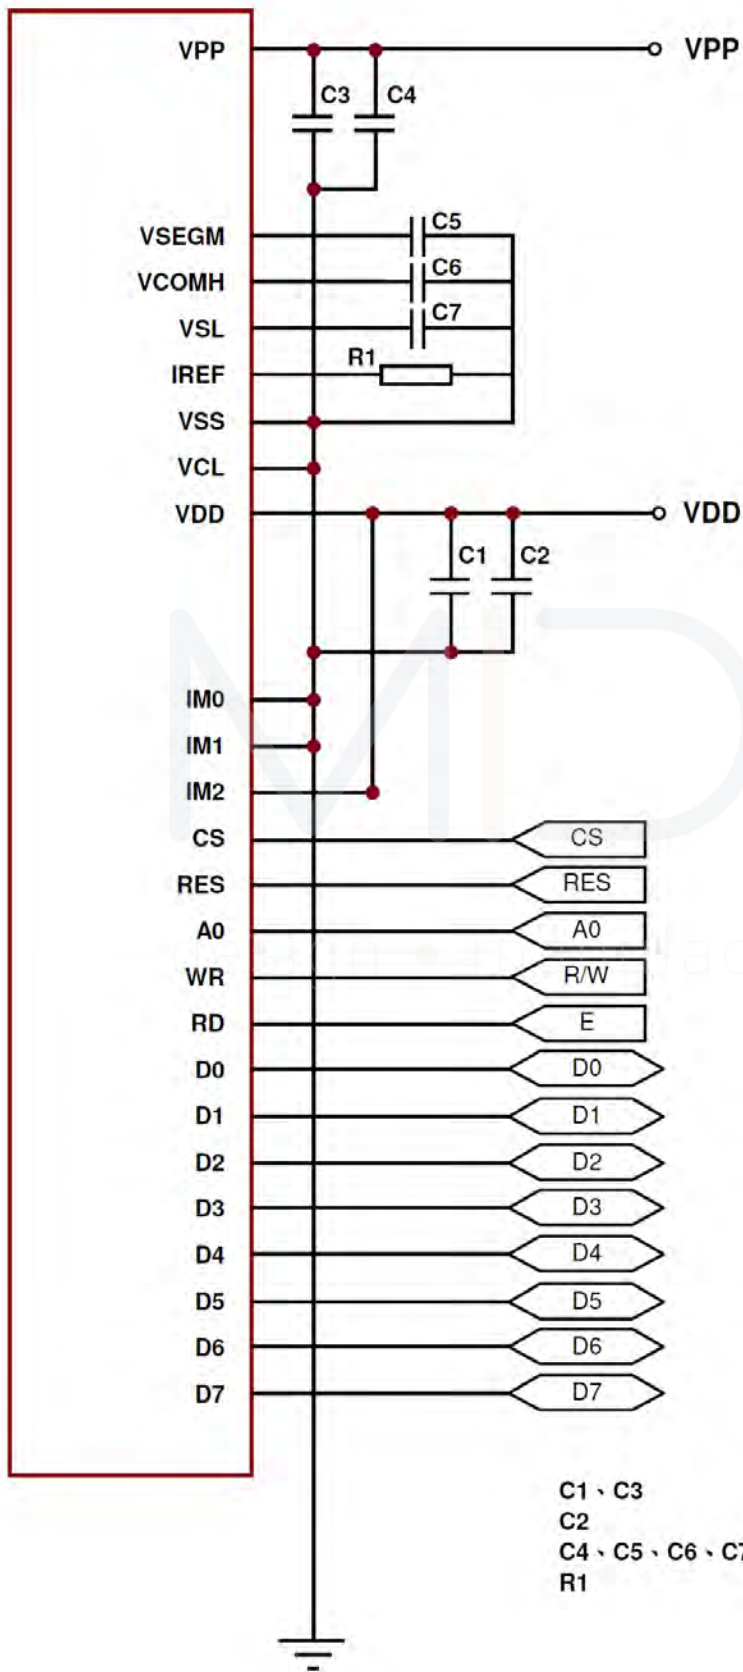 VPP VPP
C3 C4
VSEGM C5
VCOMH C6
VSL C7
IREF R1
VSS
VCL
VDD VDD
C1 C2
IM0
IM1
IM2
CS CS
RES RES
A0 A0
WR R/W
RD E
D0 D0
D1 D1
D2 D2
D3 D3
D4 D4
D5 D5
D6 D6
D7 D7
C1、C3
C2
C4、C5、C6、C7
R1